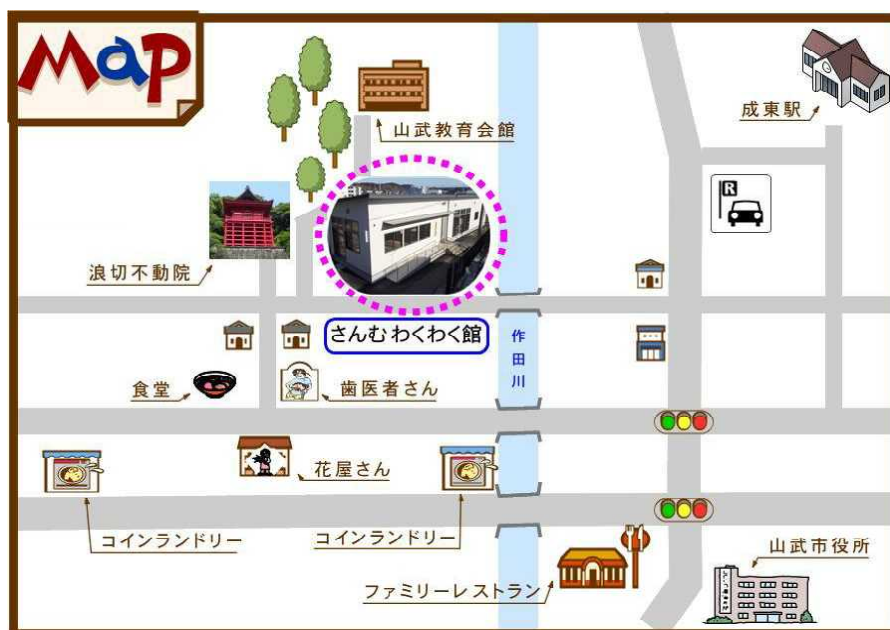 Map
成東駅
山武教育会館
R
浪切不動院
さんむわくわく館
作田川
食堂
歯医者さん
花屋さん
コインランドリー
コインランドリー
山武市役所
ファミリーレストラン